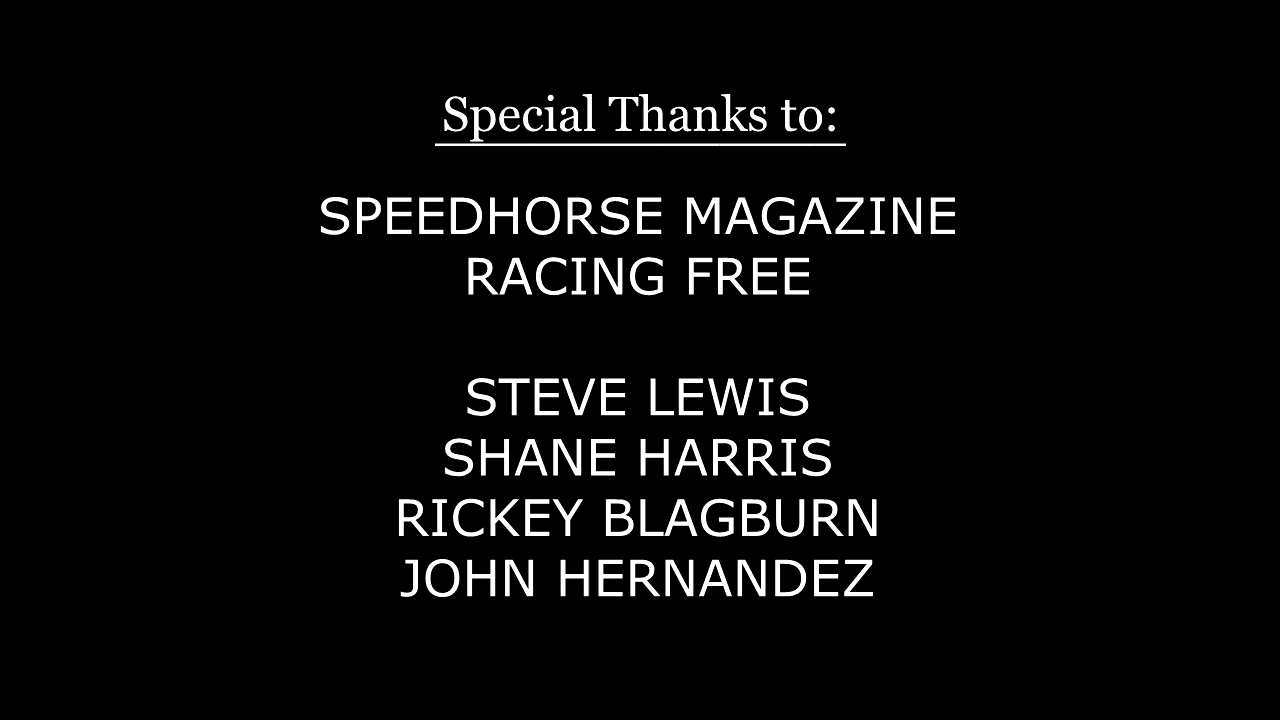 Special Thanks to:
SPEEDHORSE MAGAZINE
RACING FREE
STEVE LEWIS
SHANE HARRIS
RICKEY BLAGBURN
JOHN HERNANDEZ